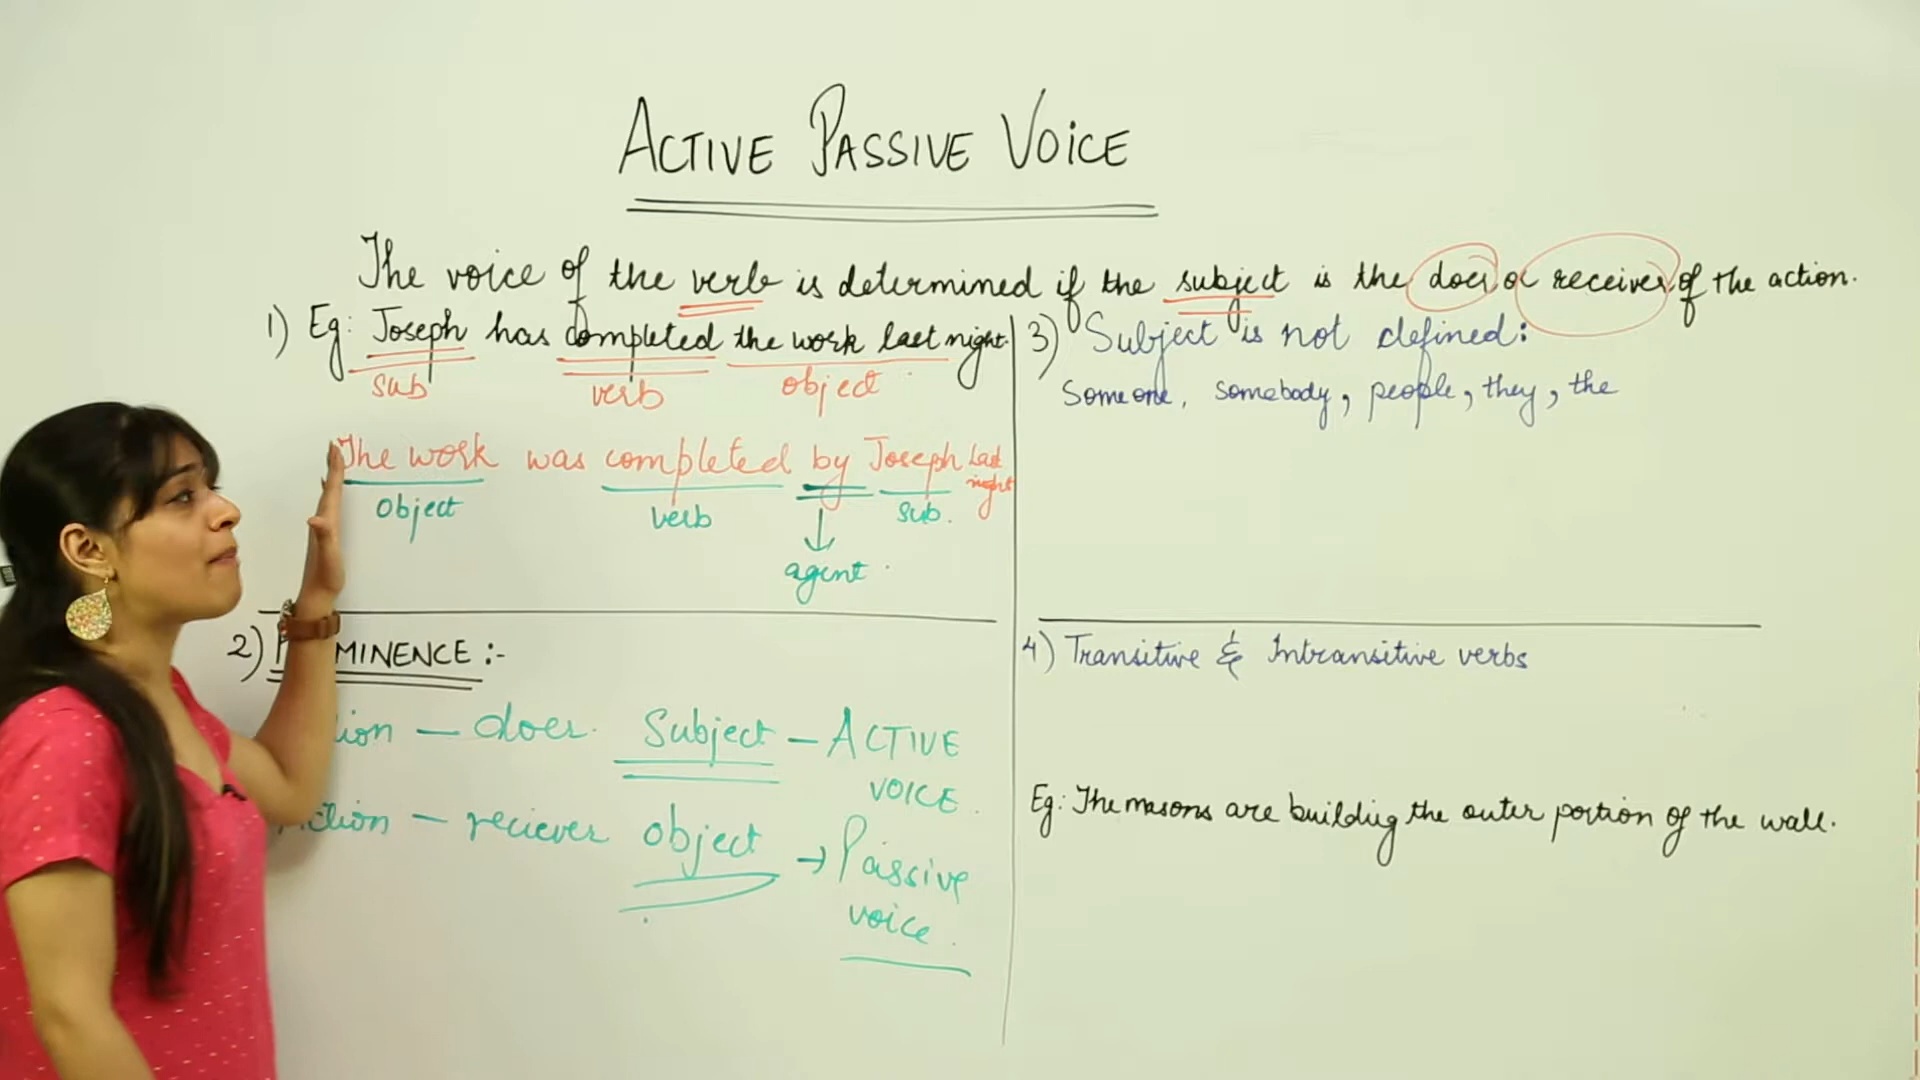 ACTIVE PASSIVE VOICE
The voice of the verb is determined if the subject is the doer or receiver of the action.
1) Eg: Joseph has completed the work last night.
sub verb object
The work was completed by Joseph last night
object verb sub.
agent
2) MINENCE :-
tion — doer. Subject — ACTIVE VOICE.
Action — reciever object → Passive voice.
3) Subject is not defined:
Someone, somebody, people, they, the
4) Transitive & Intransitive verbs
Eg: The masons are building the outer portion of the wall.